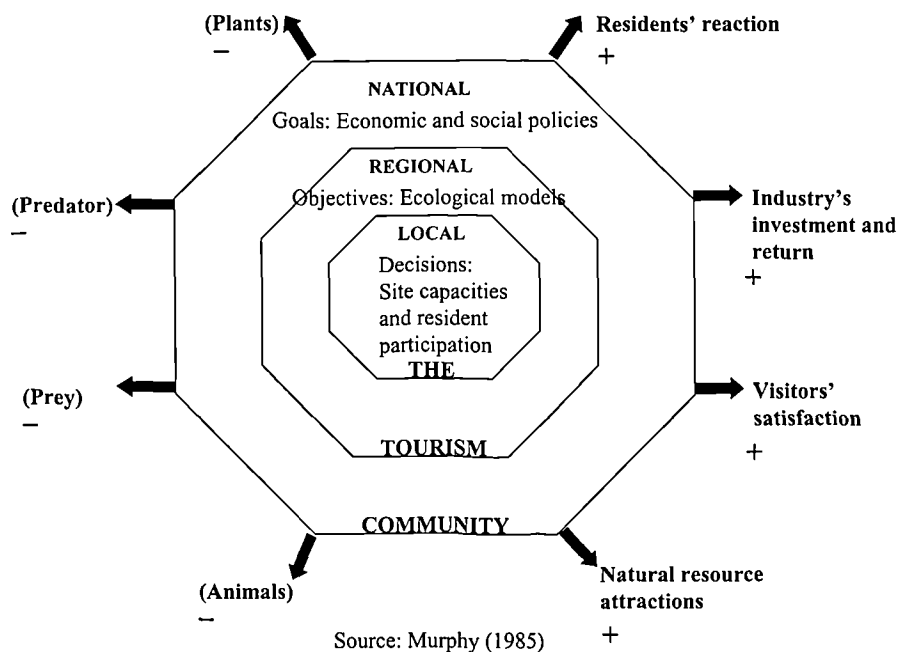 (Plants)
−
Residents' reaction
+
NATIONAL
Goals: Economic and social policies
REGIONAL
Objectives: Ecological models
(Predator)
−
Industry's
investment and
return
+
LOCAL
Decisions:
Site capacities
and resident
participation
THE
(Prey)
−
Visitors'
satisfaction
+
TOURISM
COMMUNITY
(Animals)
−
Natural resource
attractions
+
Source: Murphy (1985)